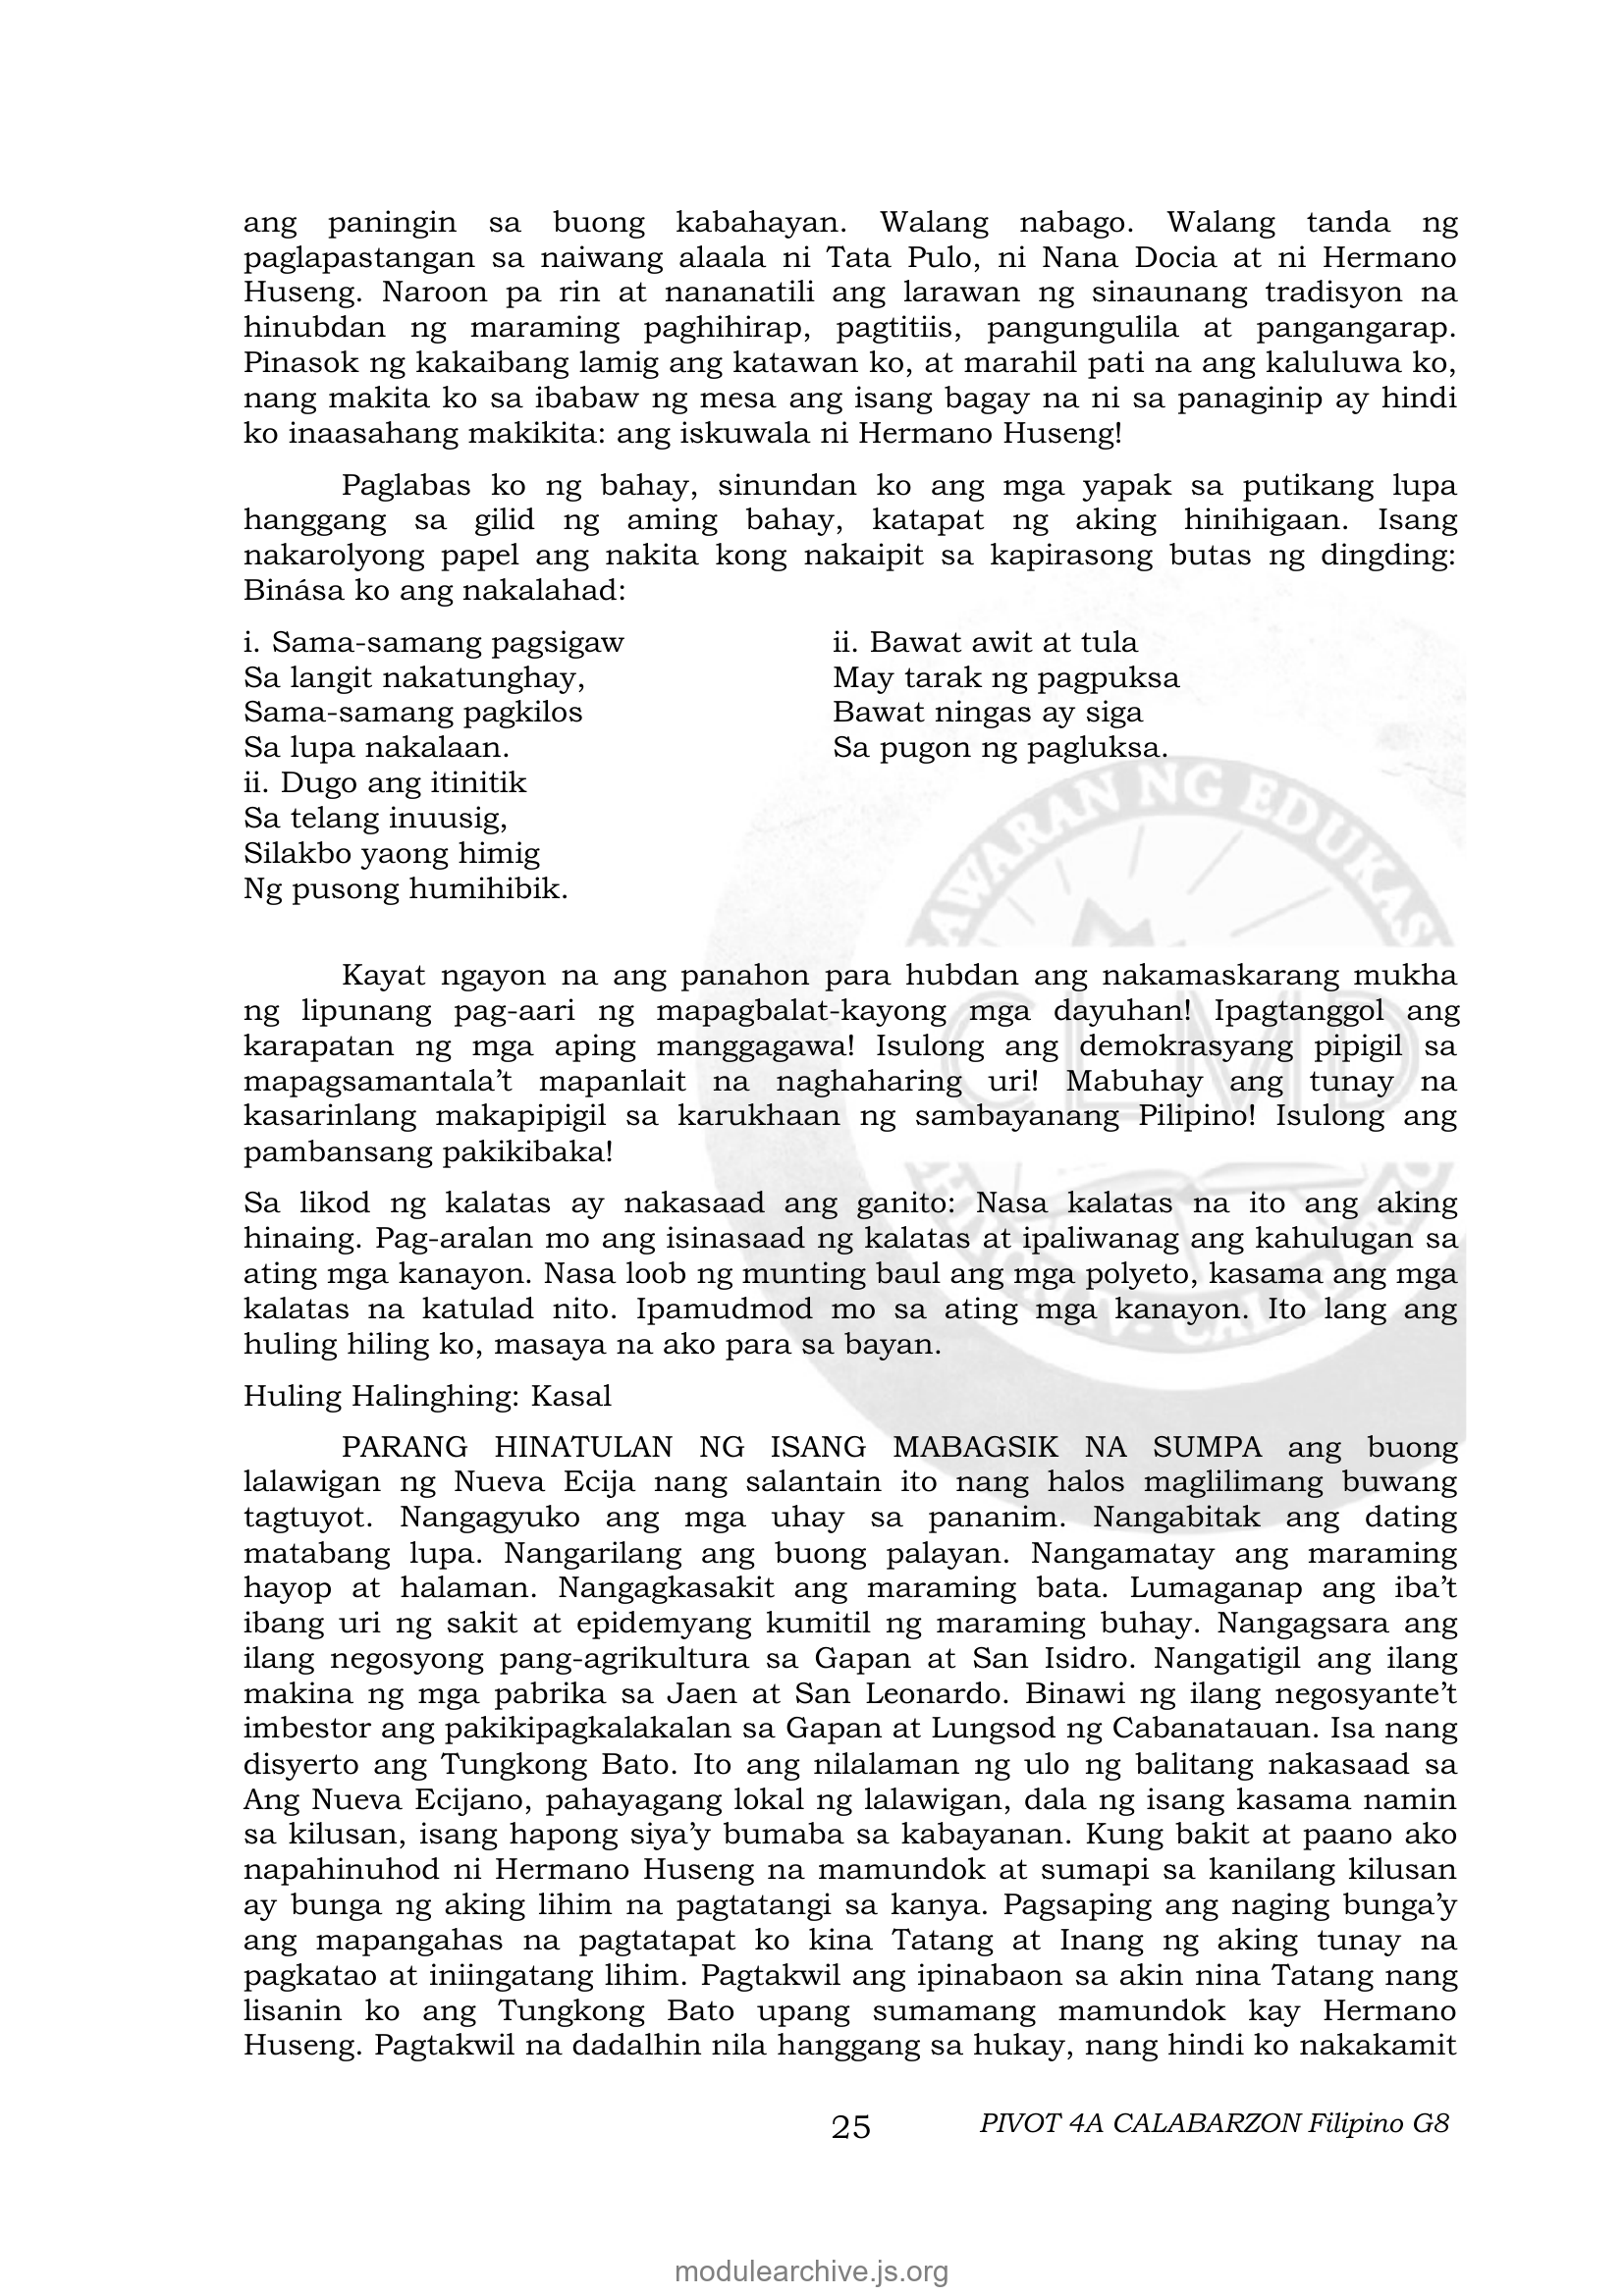 ang paningin sa buong kabahayan. Walang nabago. Walang tanda ng
paglapastangan sa naiwang alaala ni Tata Pulo, ni Nana Docia at ni Hermano
Huseng. Naroon pa rin at nananatili ang larawan ng sinaunang tradisyon na
hinubdan ng maraming paghihirap, pagtitiis, pangungulila at pangangarap.
Pinasok ng kakaibang lamig ang katawan ko, at marahil pati na ang kaluluwa ko,
nang makita ko sa ibabaw ng mesa ang isang bagay na ni sa panaginip ay hindi
ko inaasahang makikita: ang iskuwala ni Hermano Huseng!
Paglabas ko ng bahay, sinundan ko ang mga yapak sa putikang lupa
hanggang sa gilid ng aming bahay, katapat ng aking hinihigaan. Isang
nakarolyong papel ang nakita kong nakaipit sa kapirasong butas ng dingding:
Binása ko ang nakalahad:
i. Sama-samang pagsigaw
Sa langit nakatunghay,
Sama-samang pagkilos
Sa lupa nakalaan.
ii. Dugo ang itinitik
Sa telang inuusig,
Silakbo yaong himig
Ng pusong humihibik.
ii. Bawat awit at tula
May tarak ng pagpuksa
Bawat ningas ay siga
Sa pugon ng pagluksa.
Kayat ngayon na ang panahon para hubdan ang nakamaskarang mukha
ng lipunang pag-aari ng mapagbalat-kayong mga dayuhan! Ipagtanggol ang
karapatan ng mga aping manggagawa! Isulong ang demokrasyang pipigil sa
mapagsamantala’t mapanlait na naghaharing uri! Mabuhay ang tunay na
kasarinlang makapipigil sa karukhaan ng sambayanang Pilipino! Isulong ang
pambansang pakikibaka!
Sa likod ng kalatas ay nakasaad ang ganito: Nasa kalatas na ito ang aking
hinaing. Pag-aralan mo ang isinasaad ng kalatas at ipaliwanag ang kahulugan sa
ating mga kanayon. Nasa loob ng munting baul ang mga polyeto, kasama ang mga
kalatas na katulad nito. Ipamudmod mo sa ating mga kanayon. Ito lang ang
huling hiling ko, masaya na ako para sa bayan.
Huling Halinghing: Kasal
PARANG HINATULAN NG ISANG MABAGSIK NA SUMPA ang buong
lalawigan ng Nueva Ecija nang salantain ito nang halos maglilimang buwang
tagtuyot. Nangagyuko ang mga uhay sa pananim. Nangabitak ang dating
matabang lupa. Nangarilang ang buong palayan. Nangamatay ang maraming
hayop at halaman. Nangagkasakit ang maraming bata. Lumaganap ang iba’t
ibang uri ng sakit at epidemyang kumitil ng maraming buhay. Nangagsara ang
ilang negosyong pang-agrikultura sa Gapan at San Isidro. Nangatigil ang ilang
makina ng mga pabrika sa Jaen at San Leonardo. Binawi ng ilang negosyante’t
imbestor ang pakikipagkalakalan sa Gapan at Lungsod ng Cabanatauan. Isa nang
disyerto ang Tungkong Bato. Ito ang nilalaman ng ulo ng balitang nakasaad sa
Ang Nueva Ecijano, pahayagang lokal ng lalawigan, dala ng isang kasama namin
sa kilusan, isang hapong siya’y bumaba sa kabayanan. Kung bakit at paano ako
napahinuhod ni Hermano Huseng na mamundok at sumapi sa kanilang kilusan
ay bunga ng aking lihim na pagtatangi sa kanya. Pagsaping ang naging bunga’y
ang mapangahas na pagtatapat ko kina Tatang at Inang ng aking tunay na
pagkatao at iniingatang lihim. Pagtakwil ang ipinabaon sa akin nina Tatang nang
lisanin ko ang Tungkong Bato upang sumamang mamundok kay Hermano
Huseng. Pagtakwil na dadalhin nila hanggang sa hukay, nang hindi ko nakakamit
25
PIVOT 4A CALABARZON Filipino G8
CLMD
modulearchive.js.org